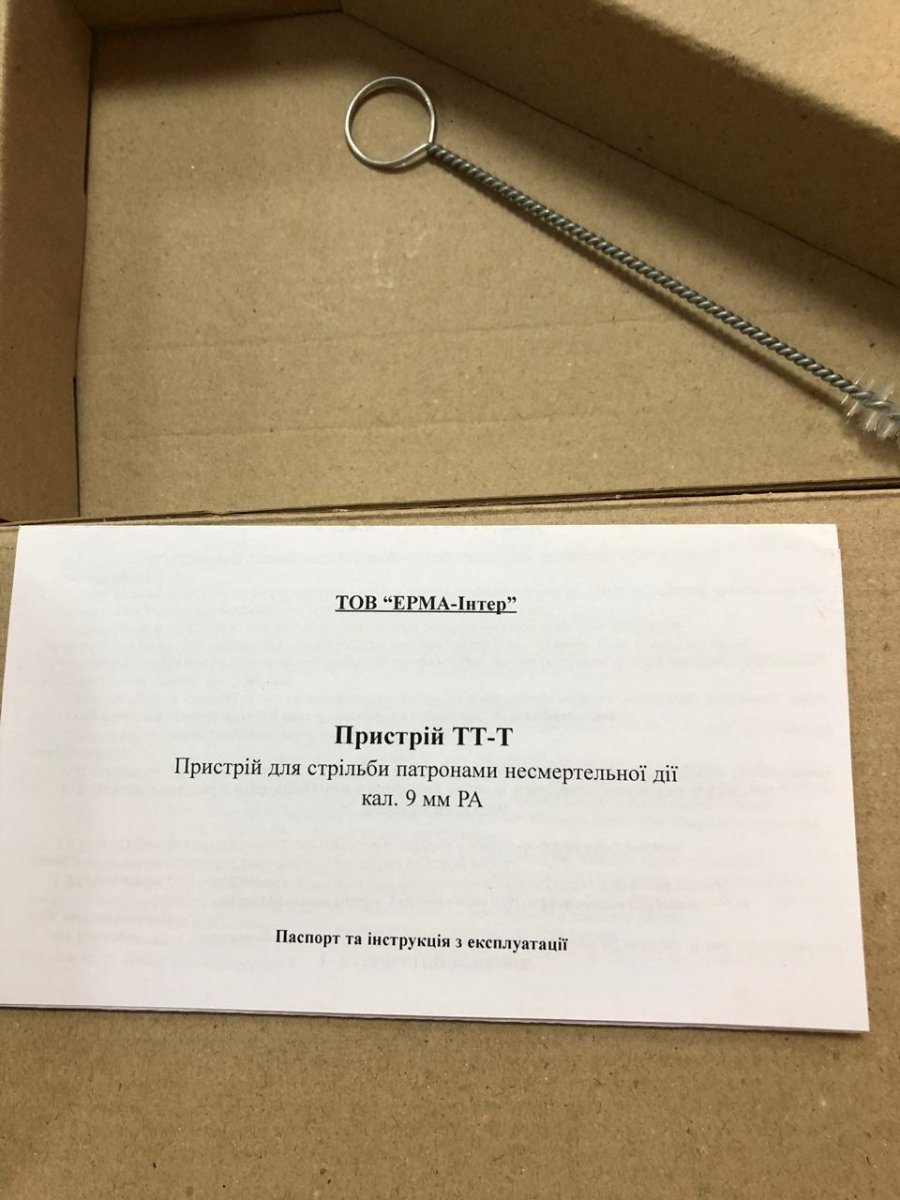 ТОВ “ЕРМА-Інтер”
Пристрій ТТ-Т
Пристрій для стрільби патронами несмертельної дії
кал. 9 мм РА
Паспорт та інструкція з експлуатації